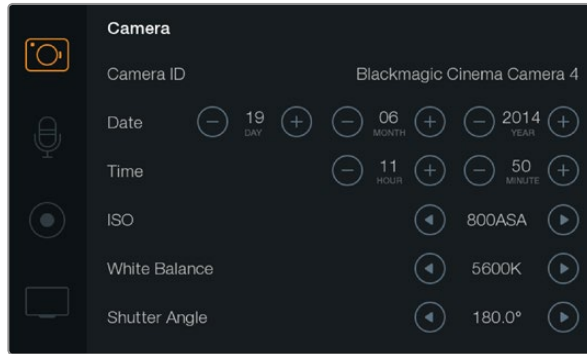 Camera
Camera ID Blackmagic Cinema Camera 4
Date 19 DAY 06 MONTH 2014 YEAR
Time 11 HOUR 50 MINUTE
ISO 800ASA
White Balance 5600K
Shutter Angle 180.0°